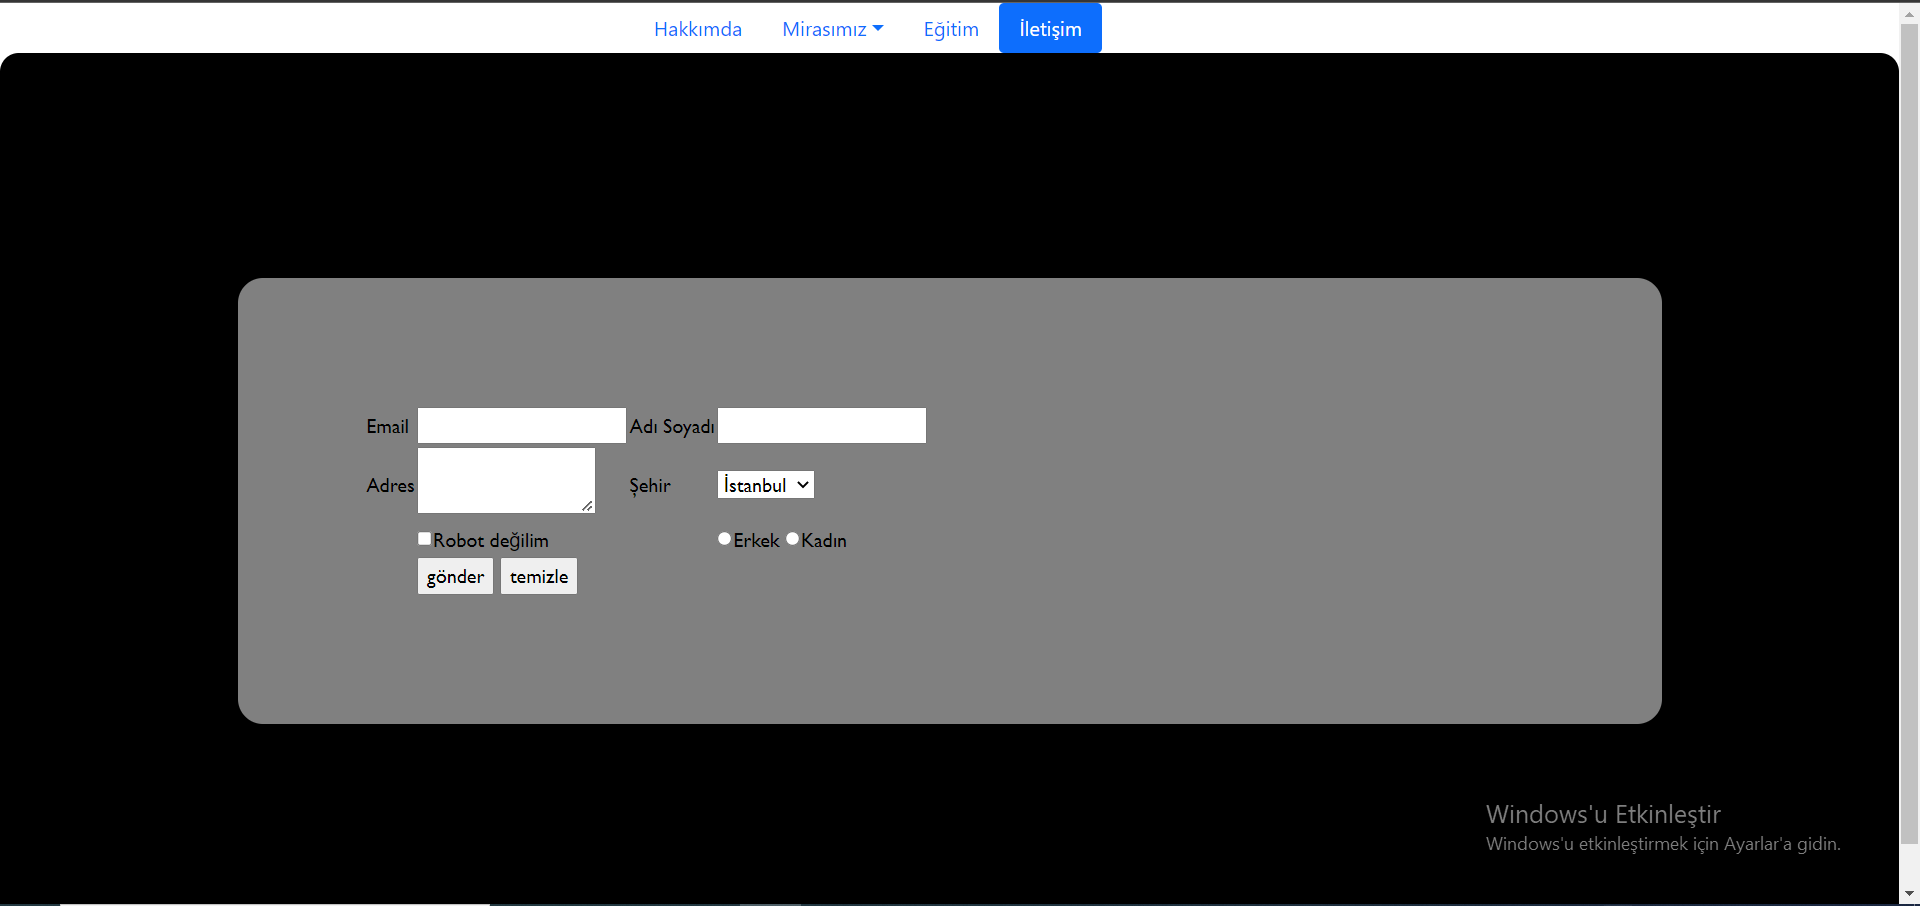 Hakkımda Mirasımız Eğitim İletişim
Email Adı Soyadı
Adres Şehir İstanbul
Robot değilim Erkek Kadın
gönder temizle
Windows'u Etkinleştir
Windows'u etkinleştirmek için Ayarlar'a gidin.